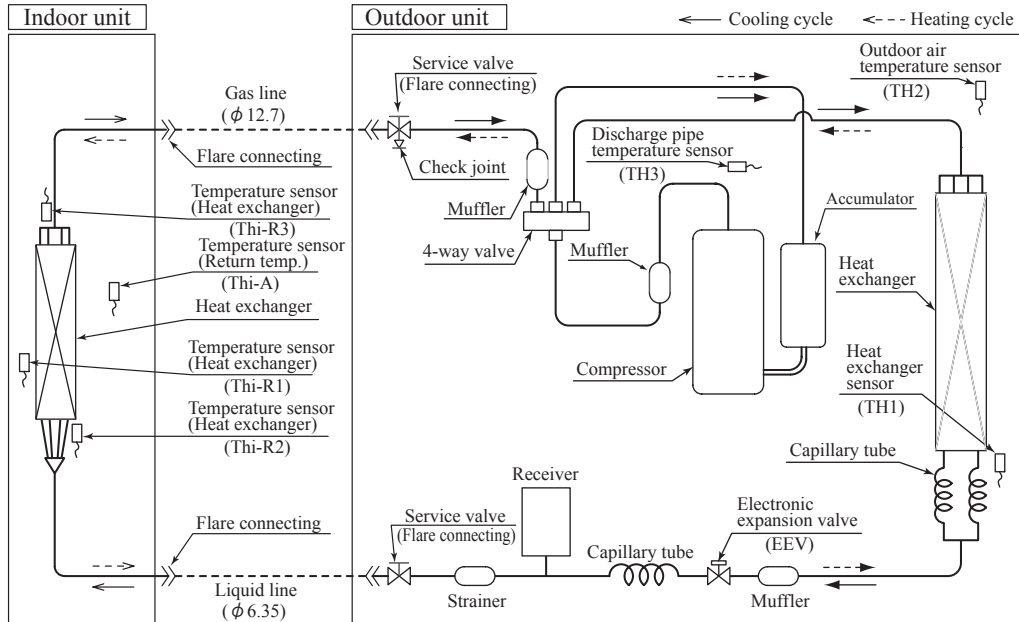 Indoor unit
Outdoor unit
Cooling cycle
Heating cycle
Service valve
(Flare connecting)
Outdoor air
temperature sensor
(TH2)
Gas line
(ϕ12.7)
Flare connecting
Check joint
Discharge pipe
temperature sensor
(TH3)
Temperature sensor
(Heat exchanger)
(Thi-R3)
Muffler
Accumulator
Temperature sensor
(Return temp.)
(Thi-A)
4-way valve
Muffler
Heat
exchanger
Heat exchanger
Temperature sensor
(Heat exchanger)
(Thi-R1)
Compressor
Heat
exchanger
sensor
(TH1)
Temperature sensor
(Heat exchanger)
(Thi-R2)
Capillary tube
Receiver
Flare connecting
Service valve
(Flare connecting)
Electronic
expansion valve
(EEV)
Capillary tube
Liquid line
(ϕ6.35)
Strainer
Muffler